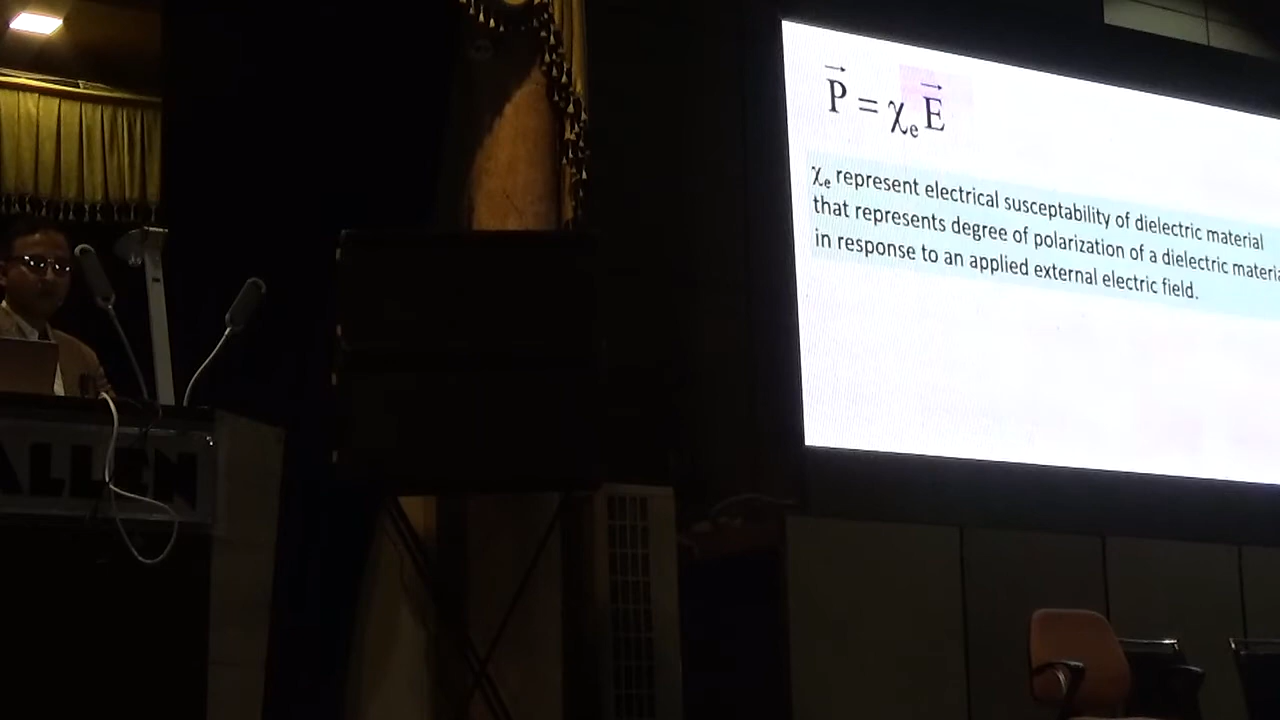 P⃗ = χₑ E⃗
χₑ represent electrical susceptability of dielectric material
that represents degree of polarization of a dielectric materia
in response to an applied external electric field.
ALLEN